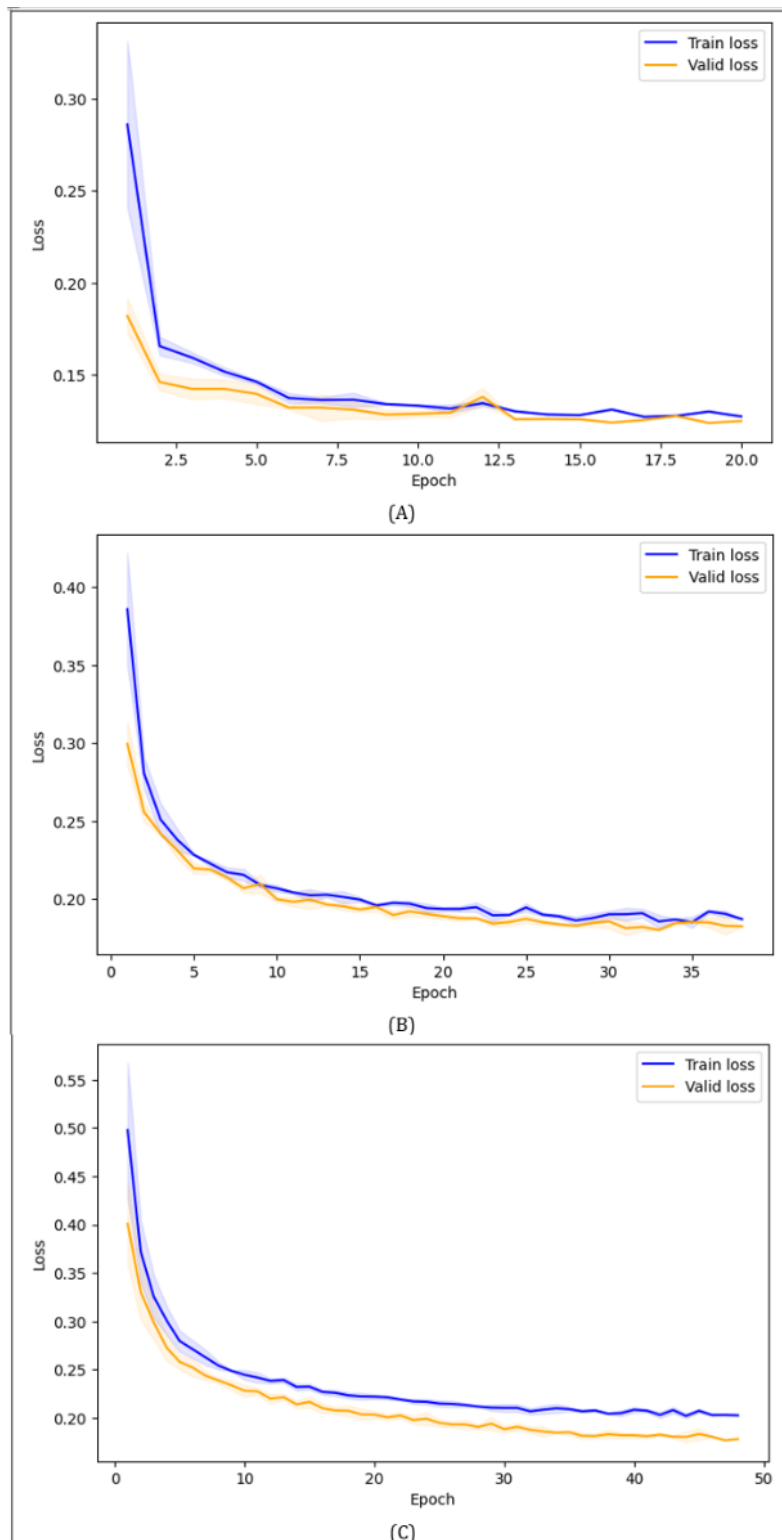 Train loss
Valid loss
0.30
0.25
0.20
0.15
Loss
2.5 5.0 7.5 10.0 12.5 15.0 17.5 20.0
Epoch
(A)
Train loss
Valid loss
0.40
0.35
0.30
0.25
0.20
Loss
0 5 10 15 20 25 30 35
Epoch
(B)
Train loss
Valid loss
0.55
0.50
0.45
0.40
0.35
0.30
0.25
0.20
Loss
0 10 20 30 40 50
Epoch
(C)